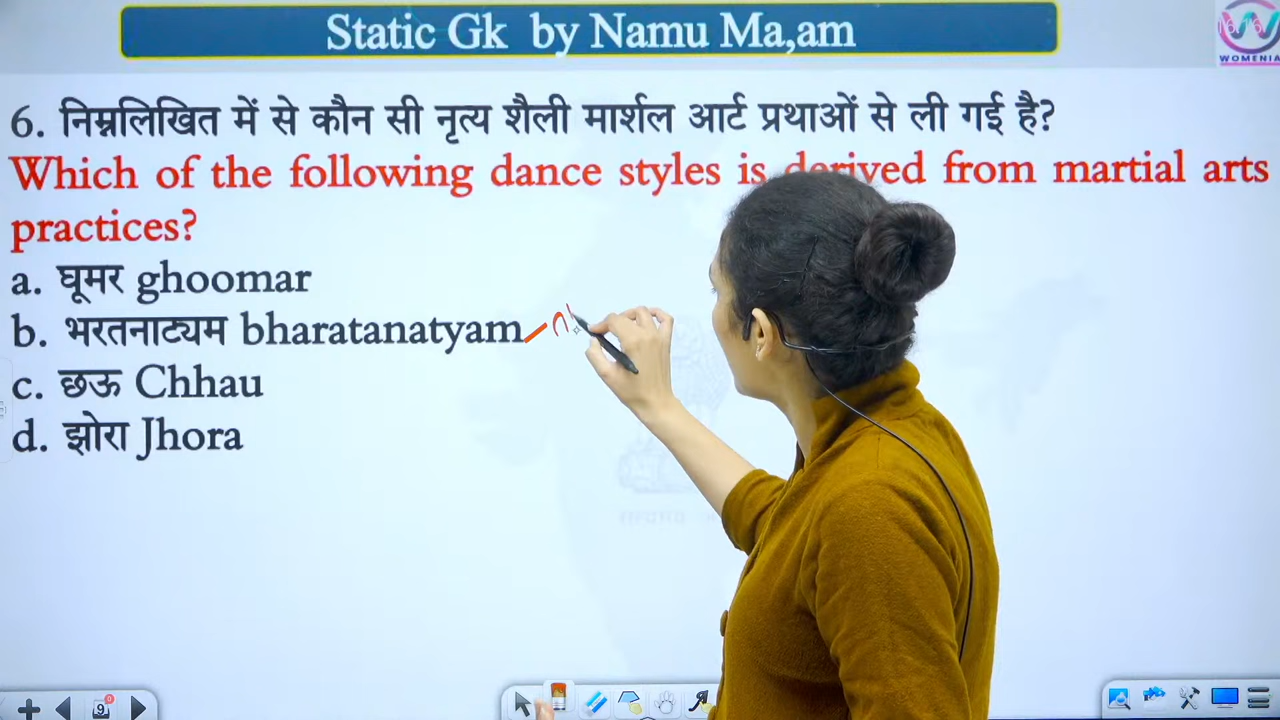 Static Gk by Namu Ma,am
WOMENIA
6. निम्नलिखित में से कौन सी नृत्य शैली मार्शल आर्ट प्रथाओं से ली गई है?
Which of the following dance styles is derived from martial arts
practices?
a. घूमर ghoomar
b. भरतनाट्यम bharatanatyam
c. छऊ Chhau
d. झोरा Jhora